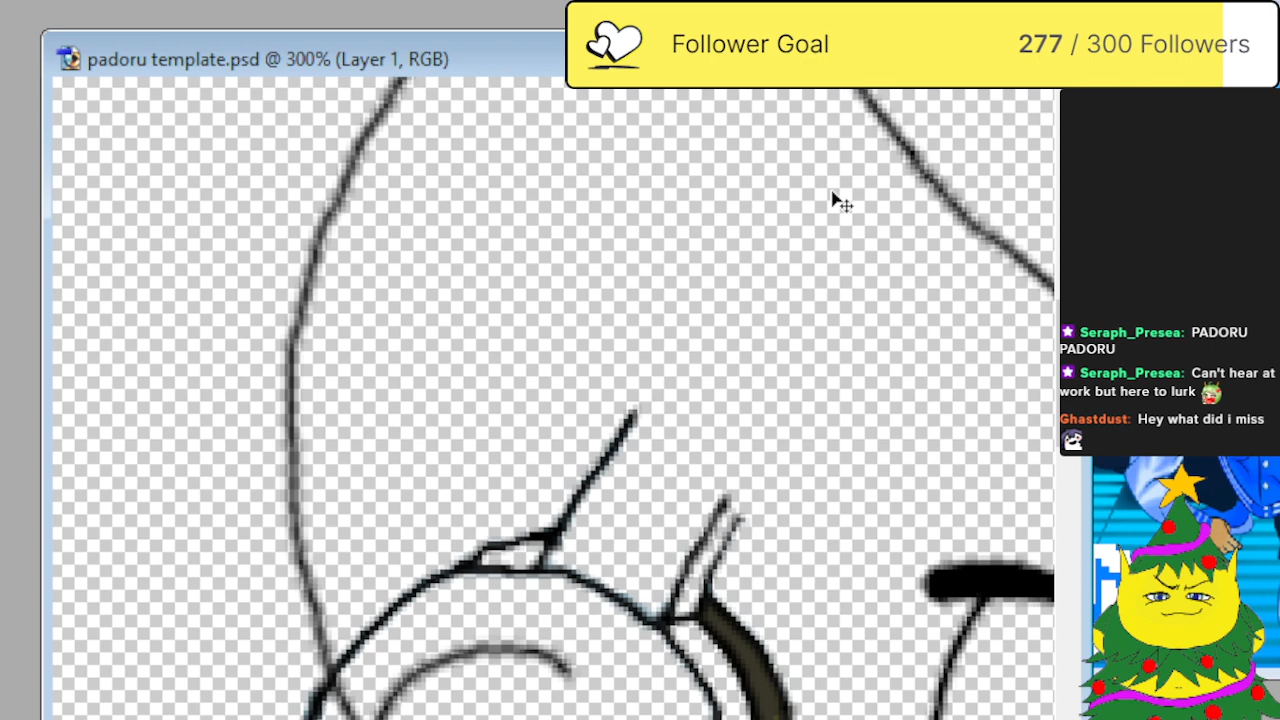 Follower Goal 277 / 300 Followers
padoru template.psd @ 300% (Layer 1, RGB)
Seraph_Presea: PADORU
PADORU
Seraph_Presea: Can't hear at
work but here to lurk
Ghastdust: Hey what did i miss